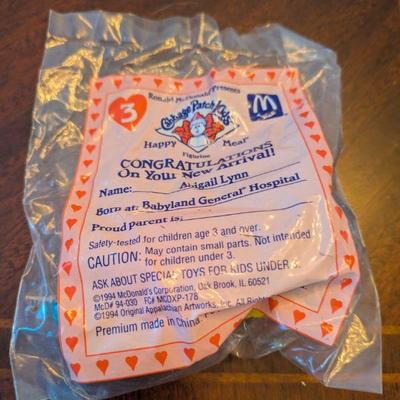 Ronald McDonald Presents
3
Cabbage Patch Kids
M
Happy Meal
Figurine
CONGRATULATIONS
On Your New Arrival!
Name: Abigail Lynn
Born at: Babyland General Hospital
Proud parent is:
Safety-tested for children age 3 and over.
CAUTION: May contain small parts. Not intended
for children under 3.
ASK ABOUT SPECIAL TOYS FOR KIDS UNDER 3.
©1994 McDonald's Corporation, Oak Brook, IL 60521
McD# 94-030 FC# MCDXP-178
©1994 Original Appalachian Artworks, Inc. All Rights
Premium made in China.